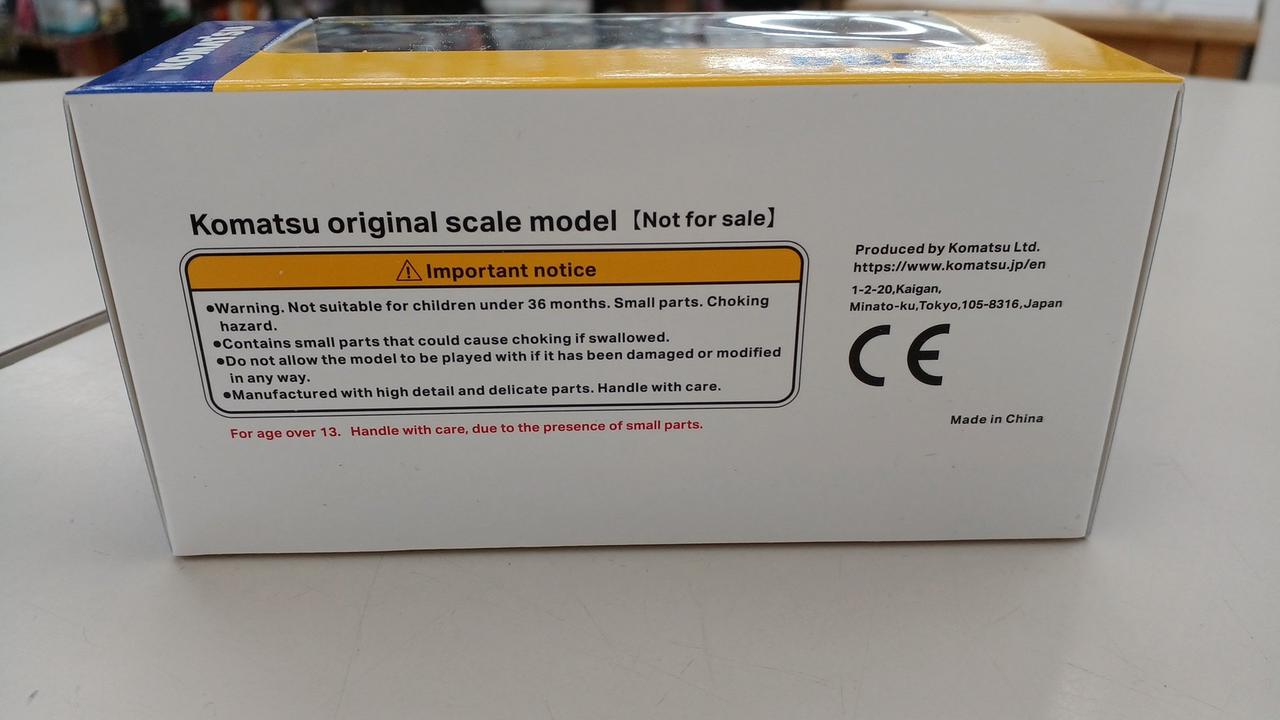 KOMATSU
Komatsu original scale model【Not for sale】
Important notice
●Warning. Not suitable for children under 36 months. Small parts. Choking
hazard.
●Contains small parts that could cause choking if swallowed.
●Do not allow the model to be played with if it has been damaged or modified
in any way.
●Manufactured with high detail and delicate parts. Handle with care.
For age over 13. Handle with care, due to the presence of small parts.
Produced by Komatsu Ltd.
https://www.komatsu.jp/en
1-2-20,Kaigan,
Minato-ku,Tokyo,105-8316,Japan
CE
Made in China